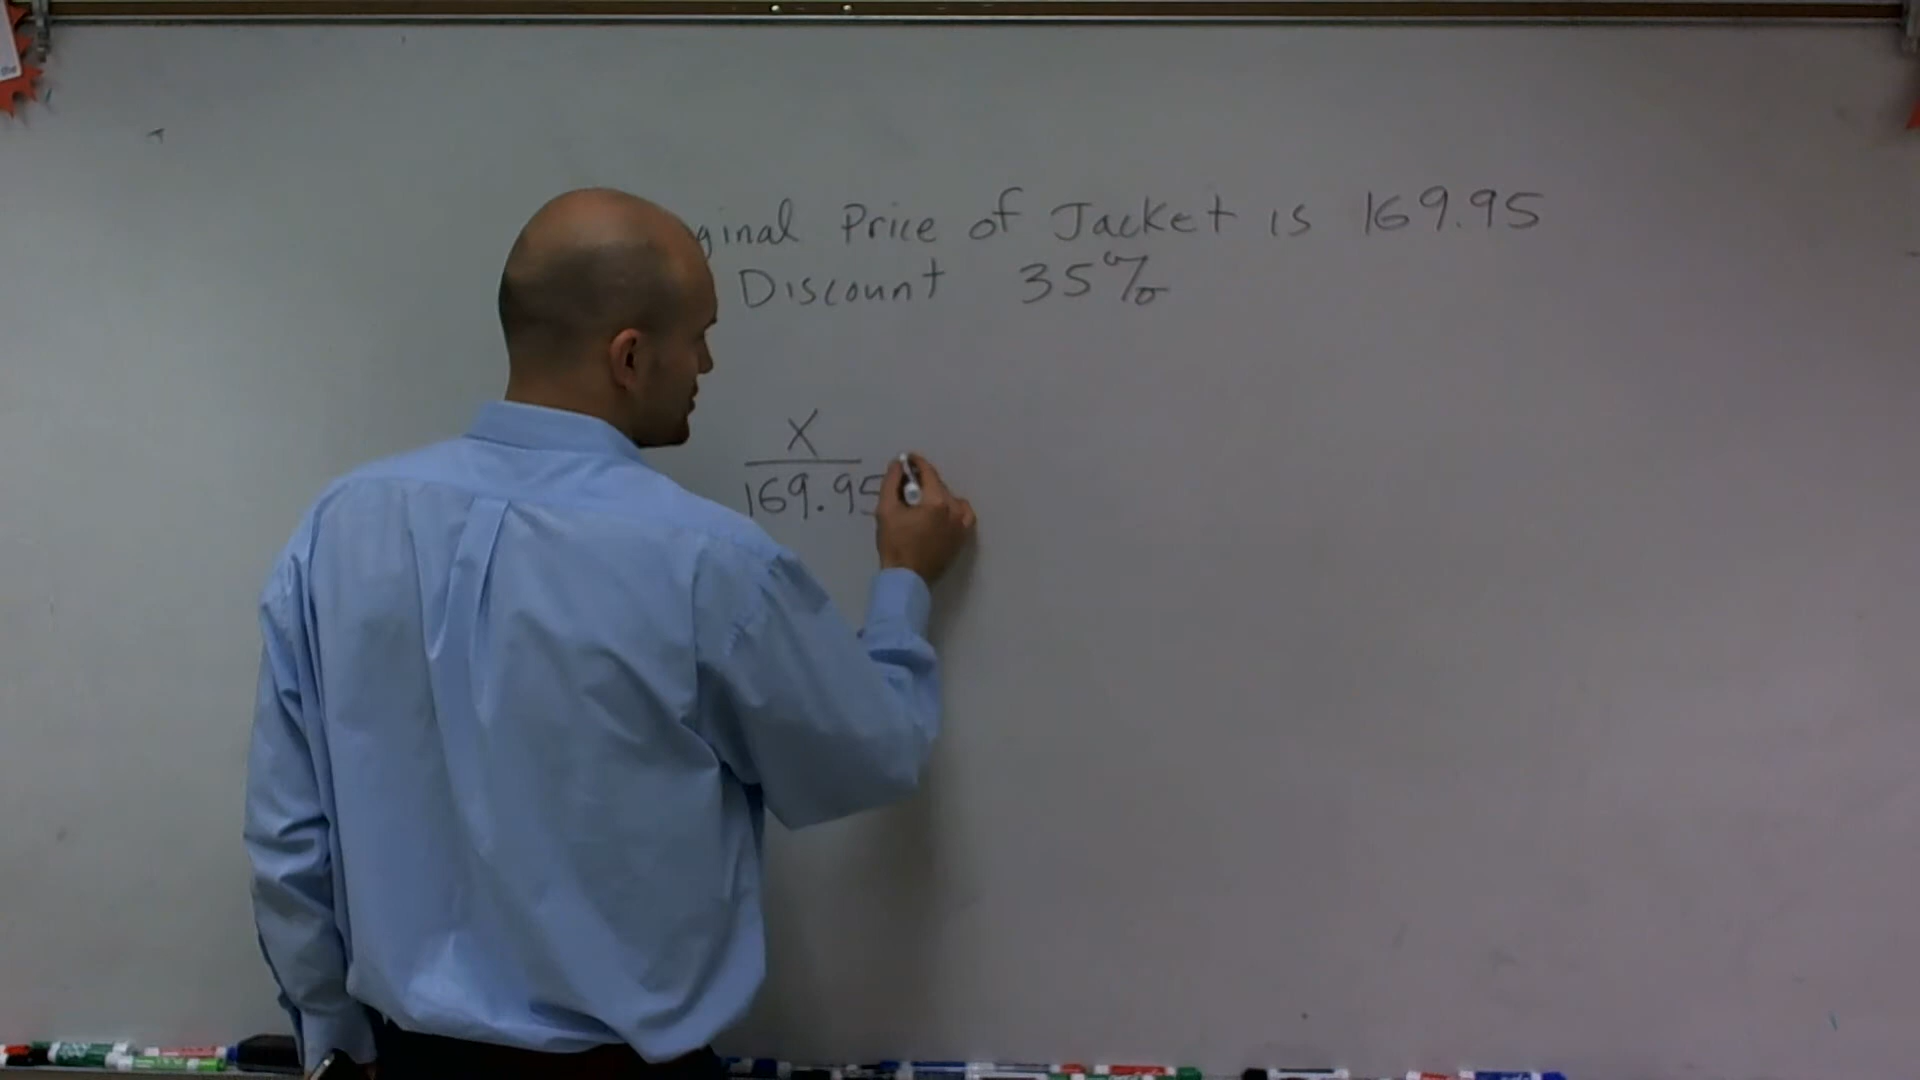 ginal Price of Jacket is 169.95
Discount 35%
X
169.95